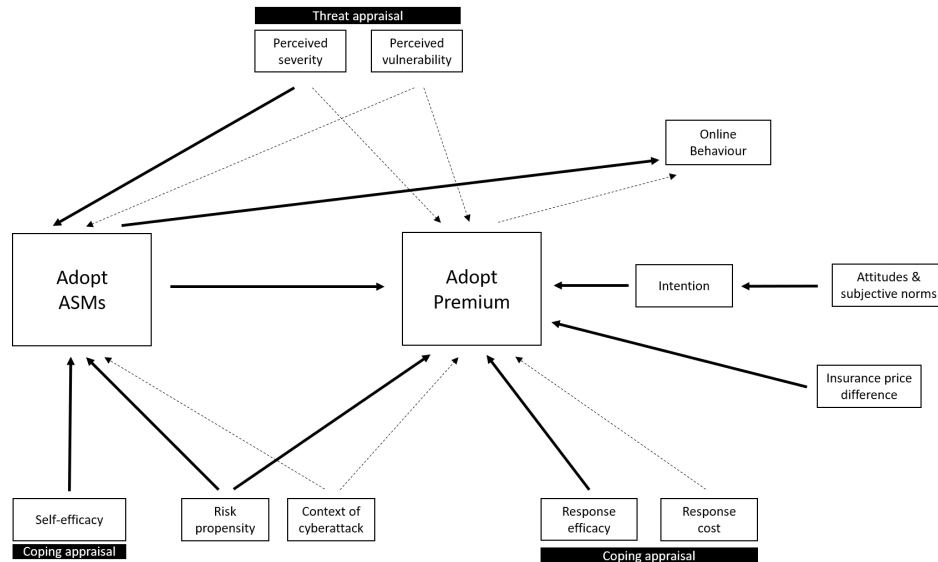 Threat appraisal
Perceived
severity
Perceived
vulnerability
Online
Behaviour
Adopt
ASMs
Adopt
Premium
Intention
Attitudes &
subjective norms
Insurance price
difference
Self-efficacy
Coping appraisal
Risk
propensity
Context of
cyberattack
Response
efficacy
Response
cost
Coping appraisal